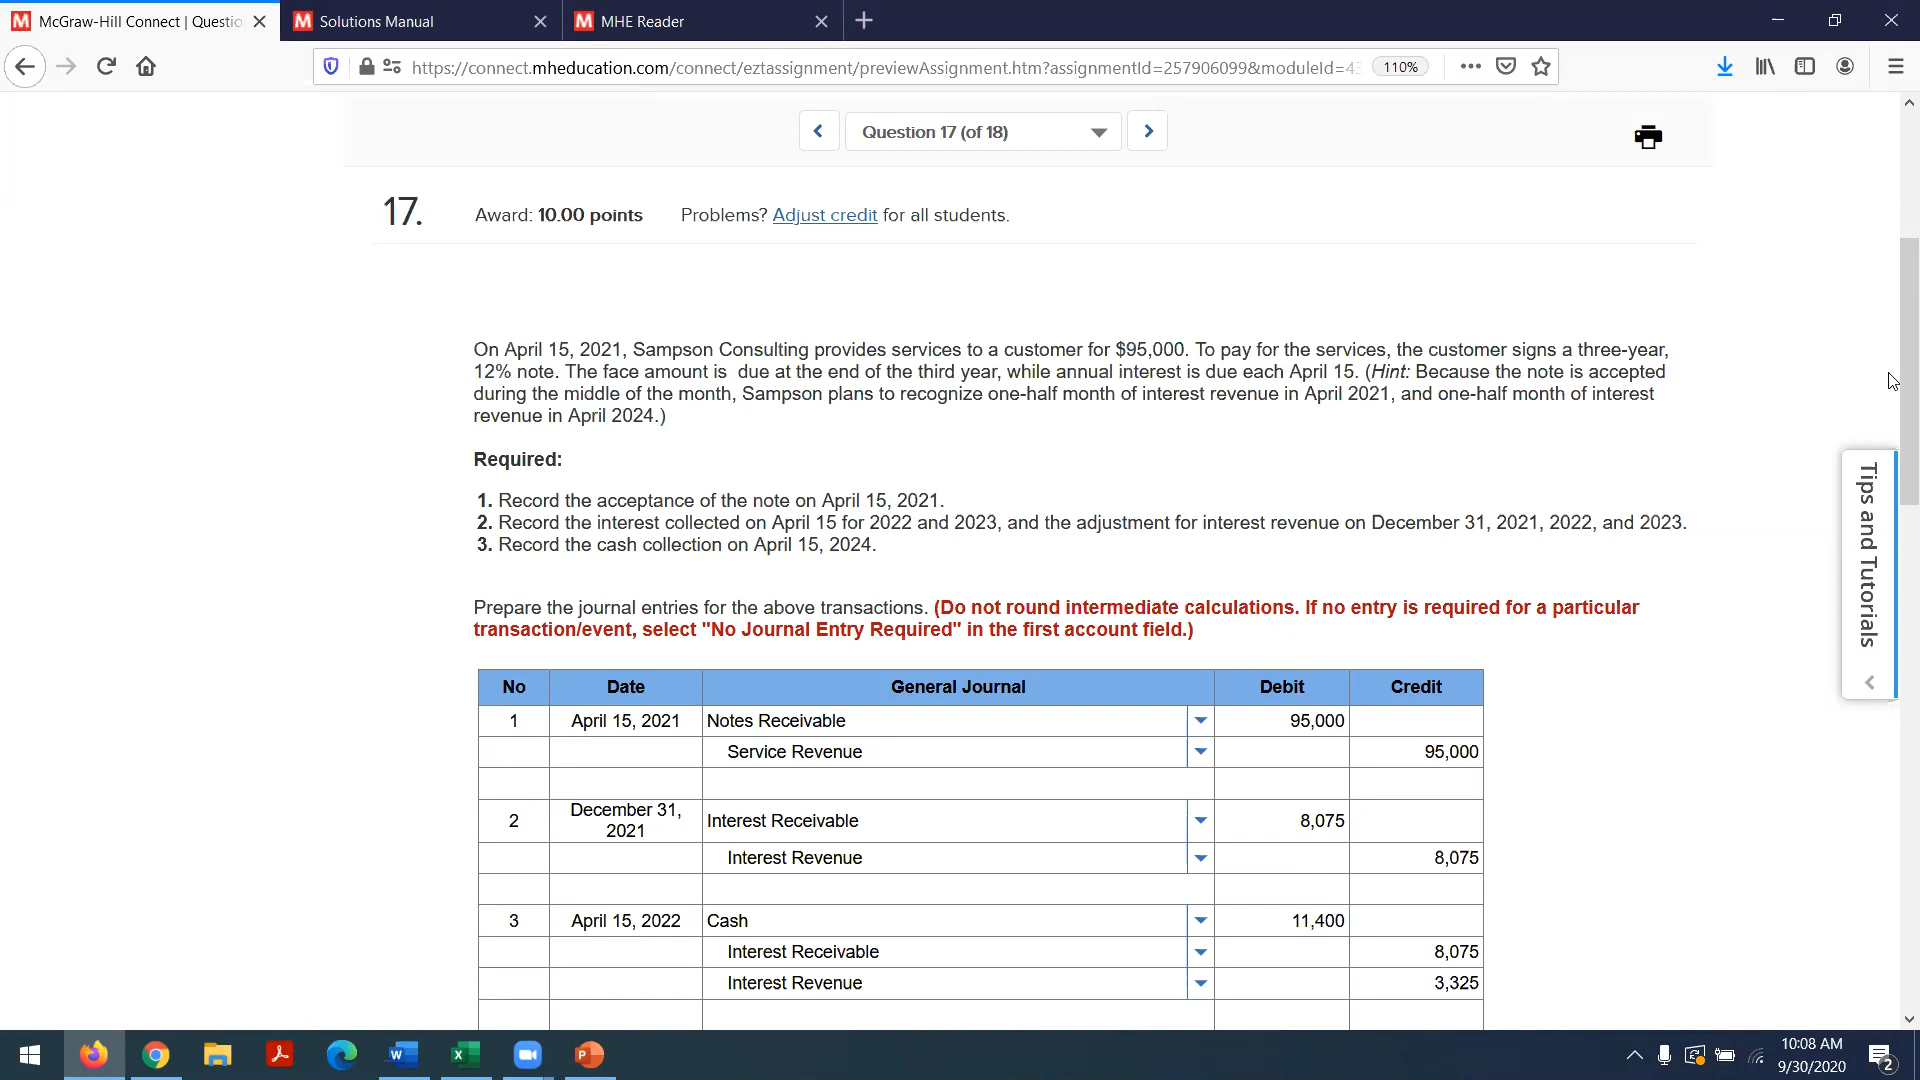 McGraw-Hill Connect | Questio
Solutions Manual
MHE Reader
https://connect.mheducation.com/connect/eztassignment/previewAssignment.htm?assignmentId=257906099&moduleId=4
110%
Question 17 (of 18)
17.
Award: 10.00 points Problems? Adjust credit for all students.
On April 15, 2021, Sampson Consulting provides services to a customer for $95,000. To pay for the services, the customer signs a three-year,
12% note. The face amount is due at the end of the third year, while annual interest is due each April 15. (Hint: Because the note is accepted
during the middle of the month, Sampson plans to recognize one-half month of interest revenue in April 2021, and one-half month of interest
revenue in April 2024.)
Required:
1. Record the acceptance of the note on April 15, 2021.
2. Record the interest collected on April 15 for 2022 and 2023, and the adjustment for interest revenue on December 31, 2021, 2022, and 2023.
3. Record the cash collection on April 15, 2024.
Prepare the journal entries for the above transactions. (Do not round intermediate calculations. If no entry is required for a particular
transaction/event, select "No Journal Entry Required" in the first account field.)
No Date General Journal Debit Credit
1 April 15, 2021 Notes Receivable 95,000
Service Revenue 95,000
2 December 31, 2021 Interest Receivable 8,075
Interest Revenue 8,075
3 April 15, 2022 Cash 11,400
Interest Receivable 8,075
Interest Revenue 3,325
Tips and Tutorials
10:08 AM
9/30/2020
2